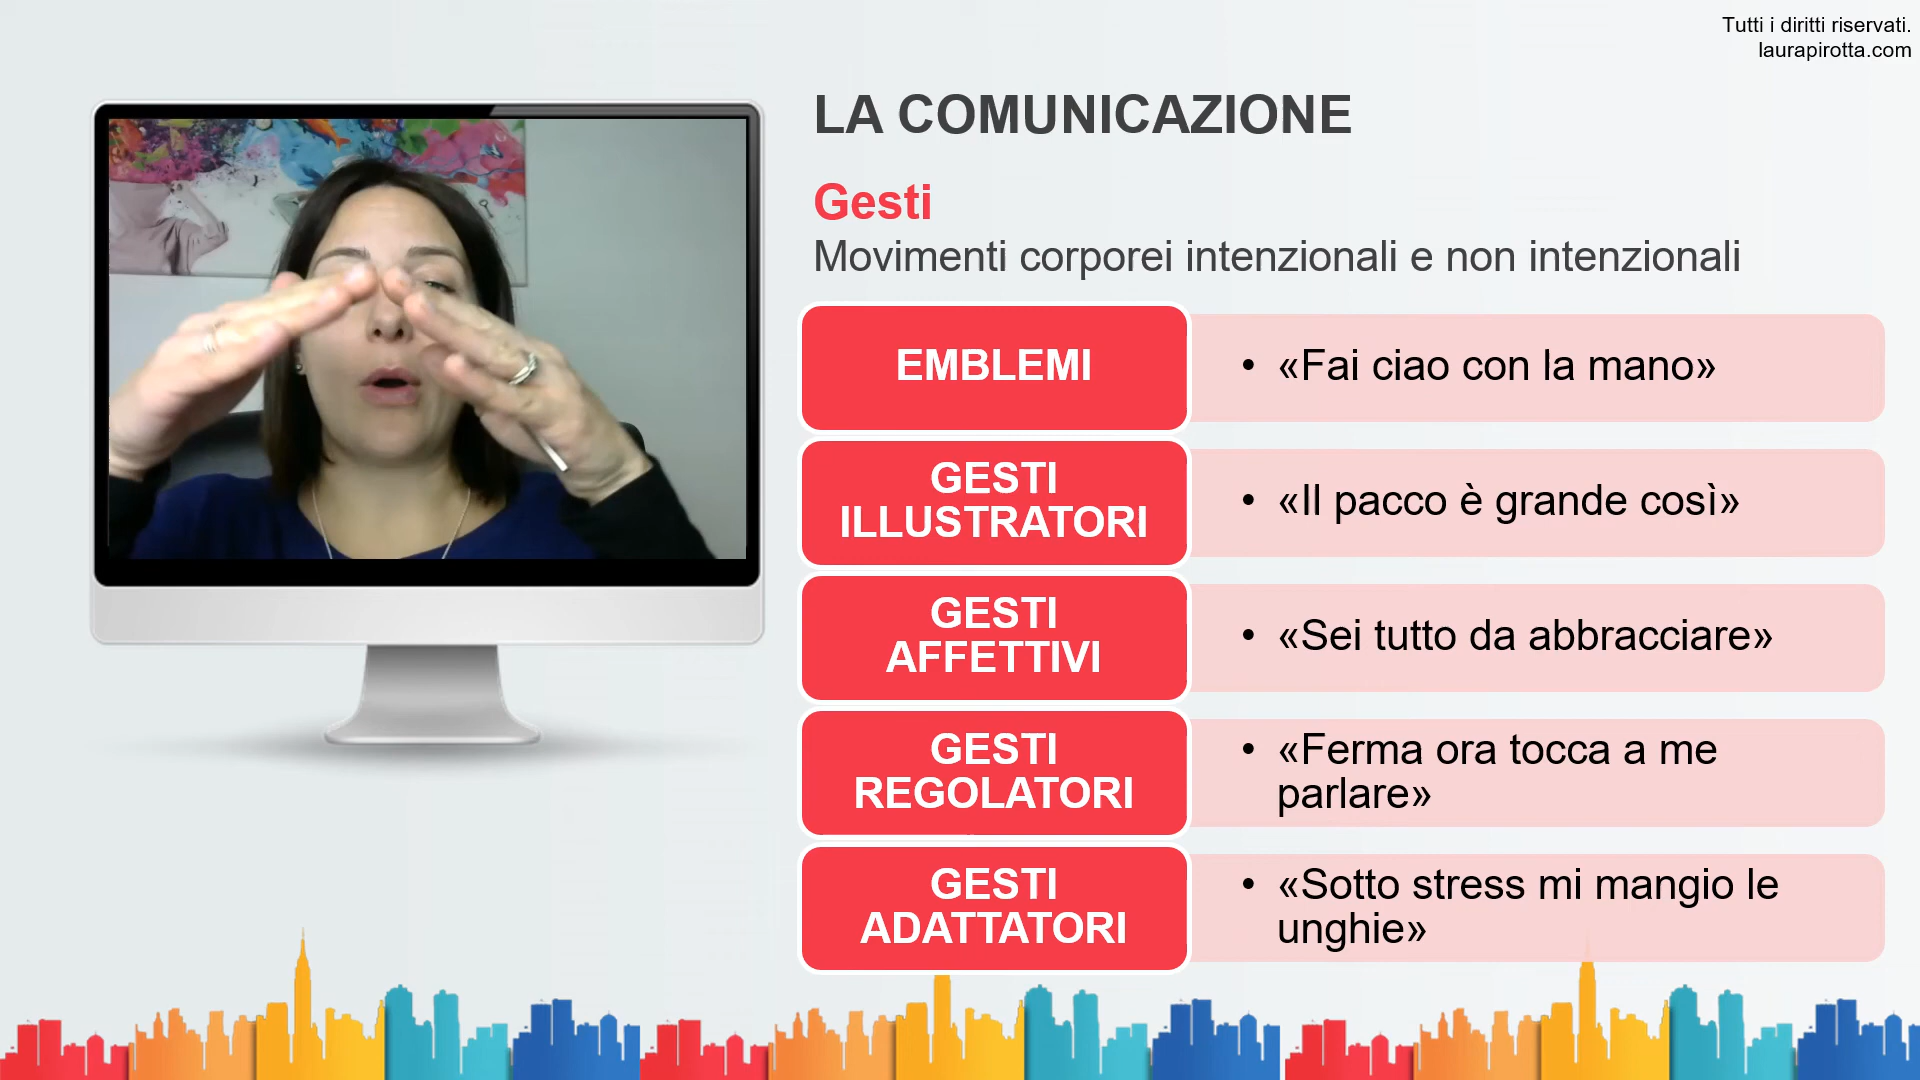 Tutti i diritti riservati.
laurapirotta.com
LA COMUNICAZIONE
Gesti
Movimenti corporei intenzionali e non intenzionali
EMBLEMI
• «Fai ciao con la mano»
GESTI
ILLUSTRATORI
• «Il pacco è grande così»
GESTI
AFFETTIVI
• «Sei tutto da abbracciare»
GESTI
REGOLATORI
• «Ferma ora tocca a me
parlare»
GESTI
ADATTATORI
• «Sotto stress mi mangio le
unghie»